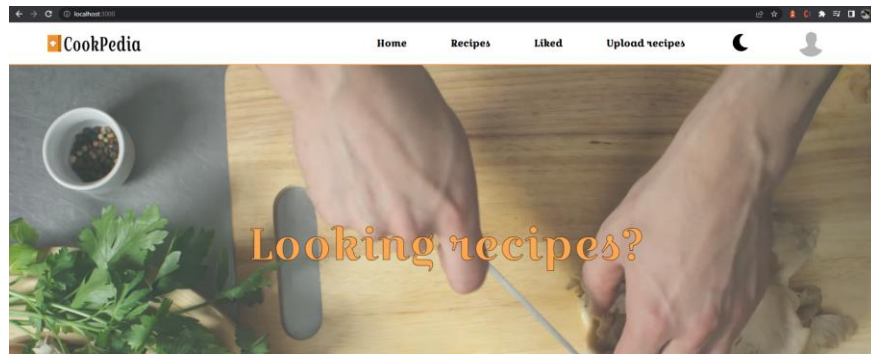 localhost:3000
CookPedia
Home Recipes Liked Upload recipes
Looking recipes?